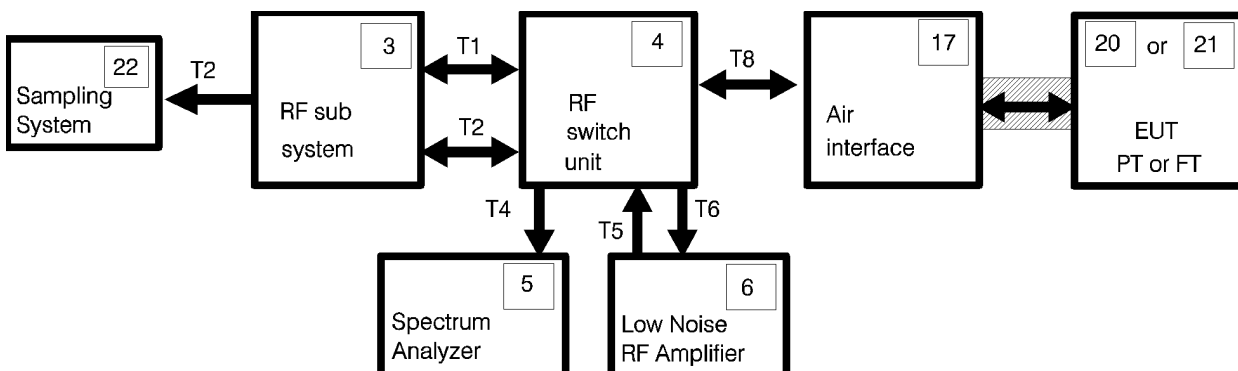 22
Sampling
System
T2
3
RF sub
system
T1
T2
4
RF
switch
unit
T8
17
Air
interface
20 or 21
EUT
PT or FT
T4
T5
T6
5
Spectrum
Analyzer
6
Low Noise
RF Amplifier